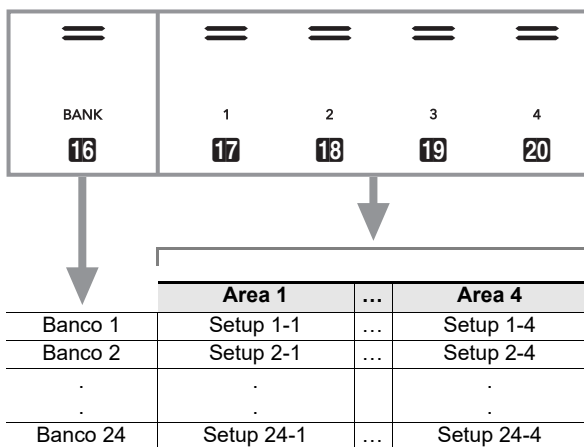 BANK 1 2 3 4
16 17 18 19 20
Area 1 … Area 4
Banco 1 Setup 1-1 … Setup 1-4
Banco 2 Setup 2-1 … Setup 2-4
. . .
. . .
Banco 24 Setup 24-1 … Setup 24-4